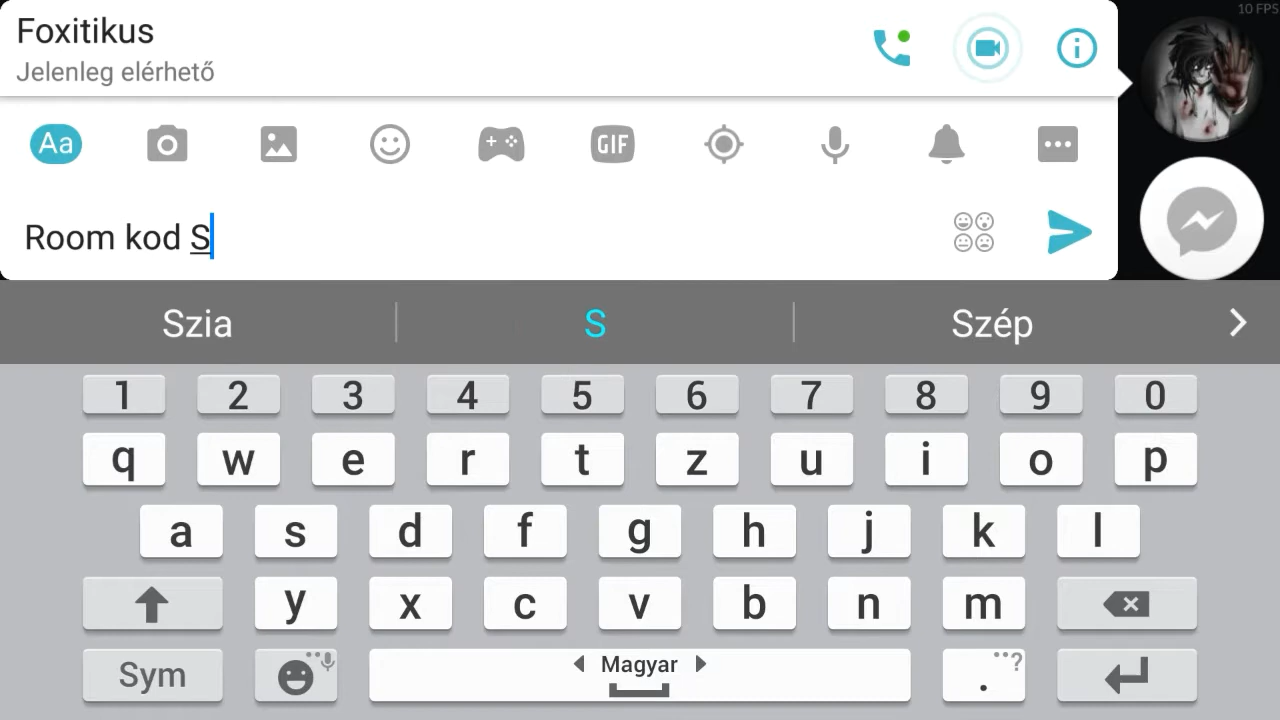 10 FPS
Foxitikus
Jelenleg elérhető
Aa
GIF
Room kod S
Szia S Szép
1 2 3 4 5 6 7 8 9 0
q w e r t z u i o p
a s d f g h j k l
y x c v b n m
Sym Magyar . ?